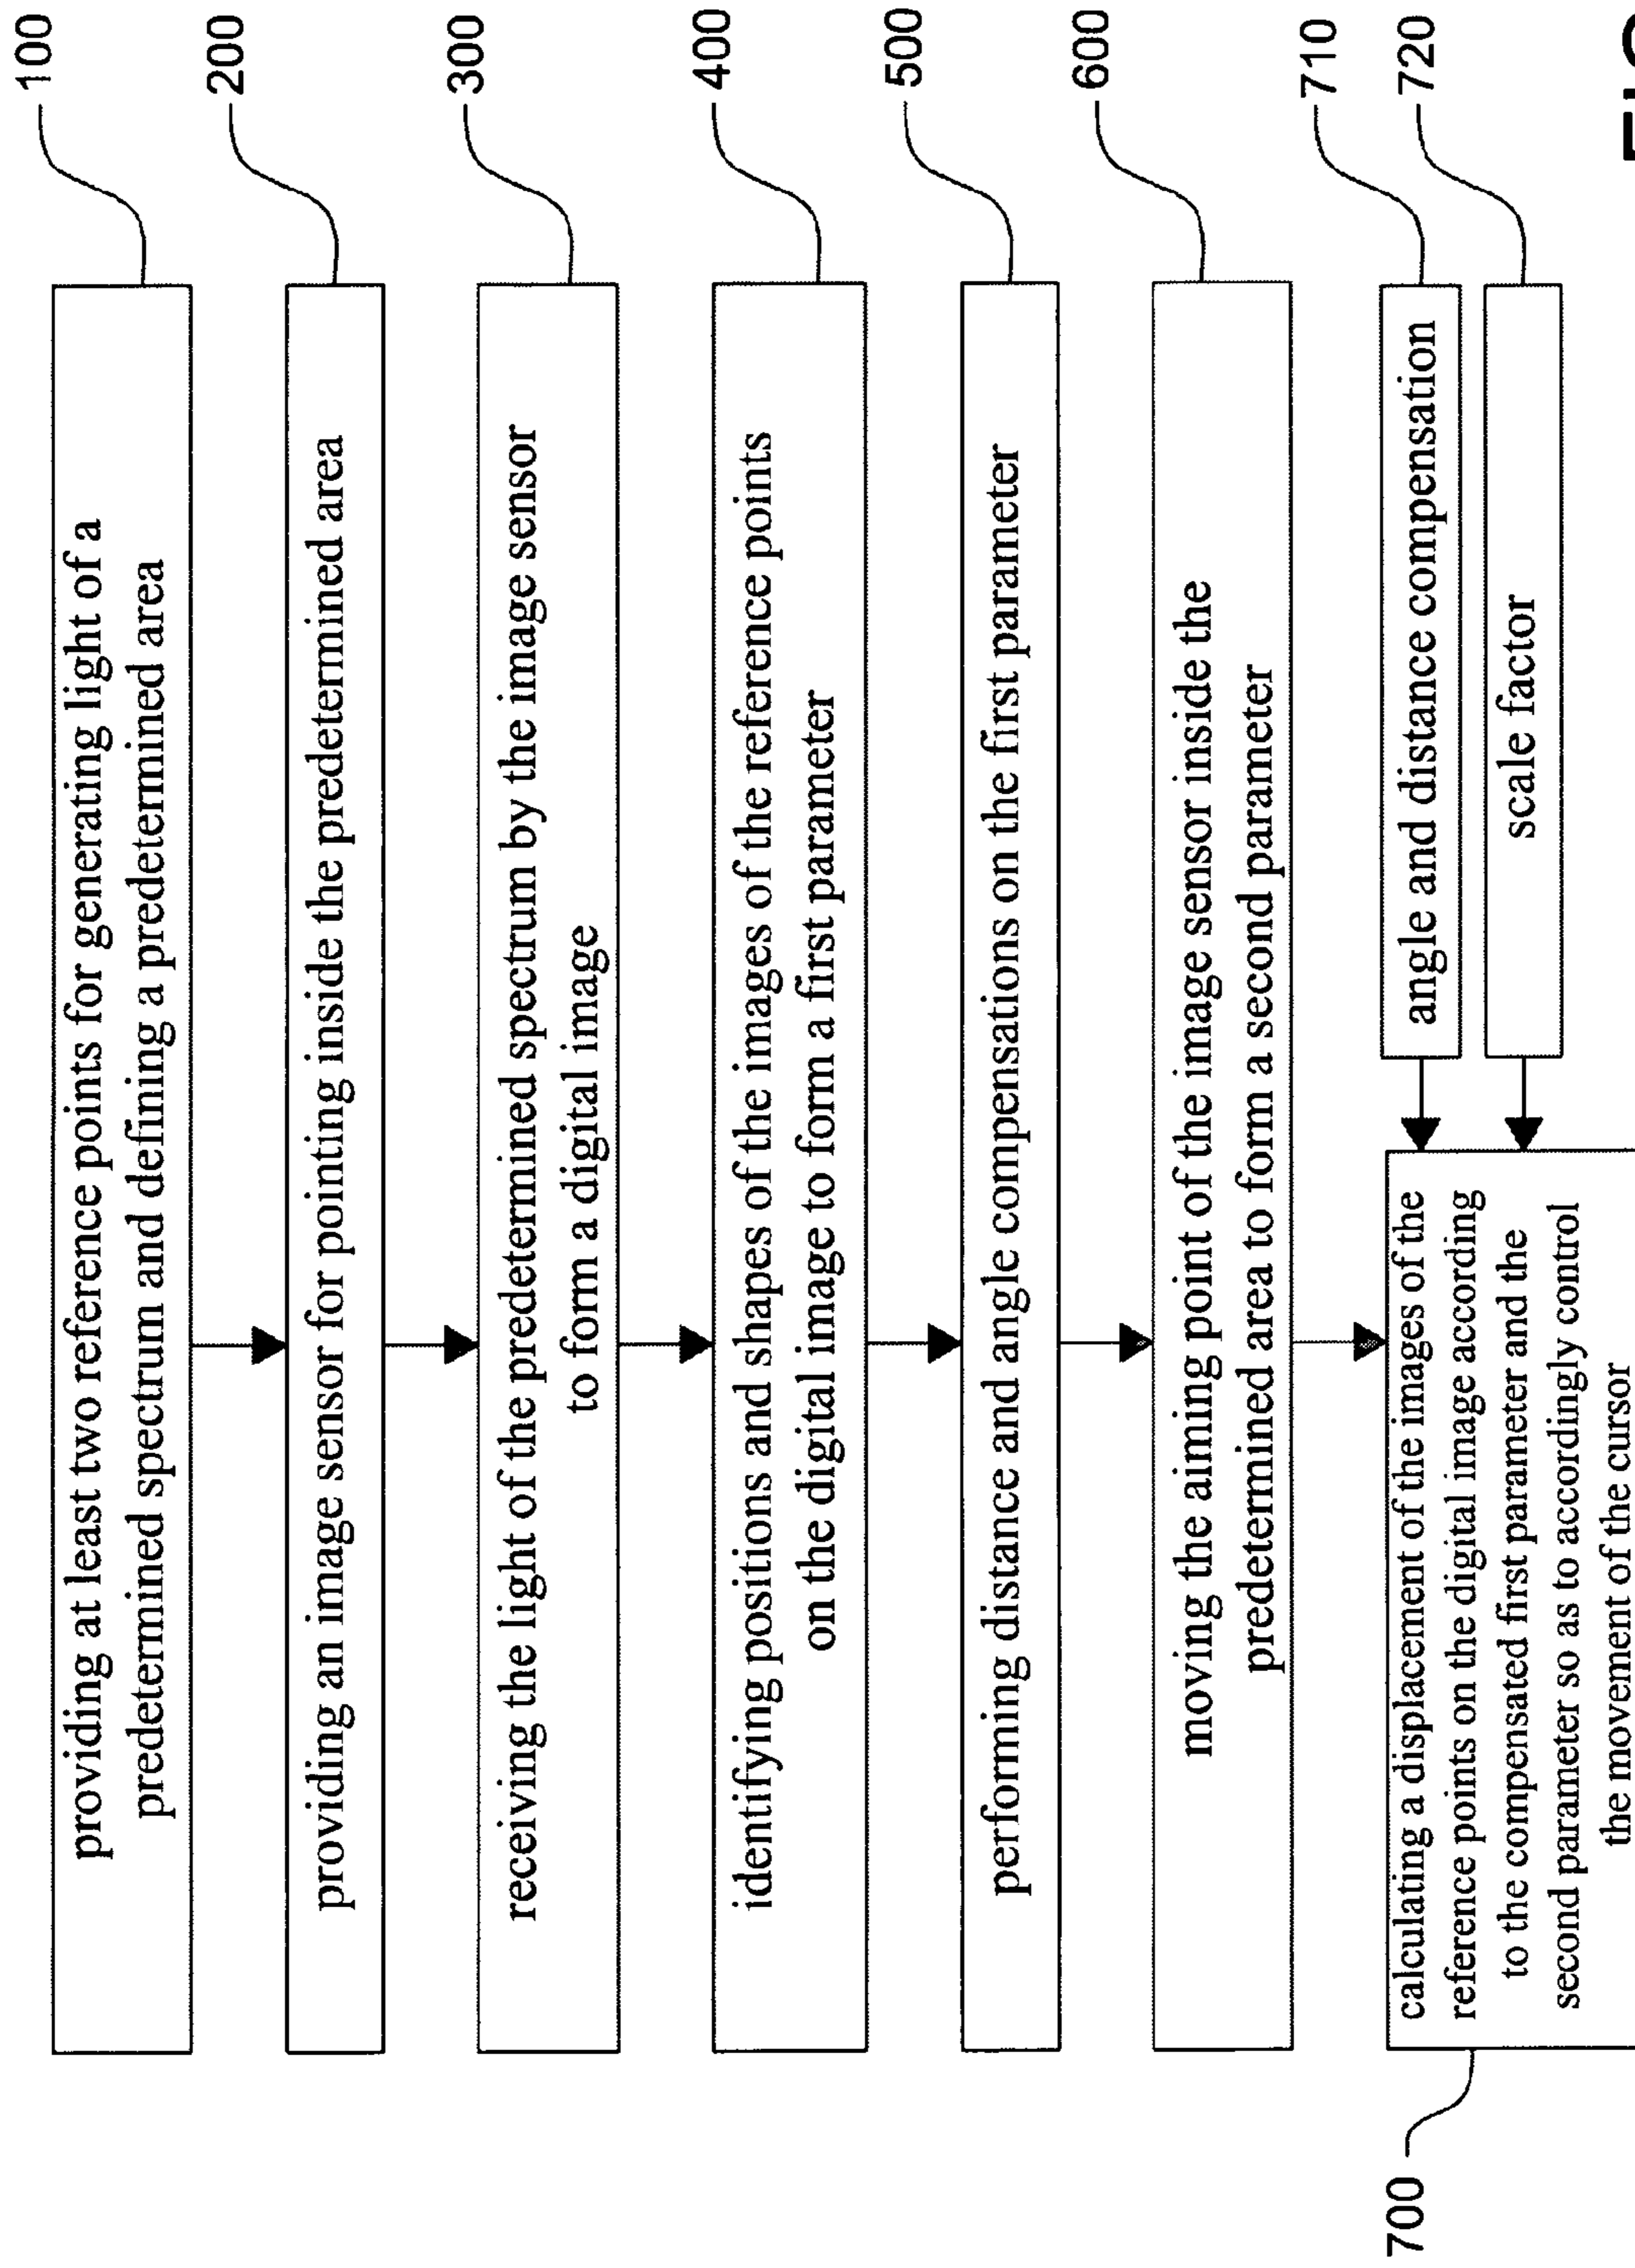 providing at least two reference points for generating light of a
predetermined spectrum and defining a predetermined area
100
providing an image sensor for pointing inside the predetermined area
200
receiving the light of the predetermined spectrum by the image sensor
to form a digital image
300
identifying positions and shapes of the images of the reference points
on the digital image to form a first parameter
400
performing distance and angle compensations on the first parameter
500
moving the aiming point of the image sensor inside the
predetermined area to form a second parameter
600
700
calculating a displacement of the images of the
reference points on the digital image according
to the compensated first parameter and the
second parameter so as to accordingly control
the movement of the cursor
angle and distance compensation
710
scale factor
720